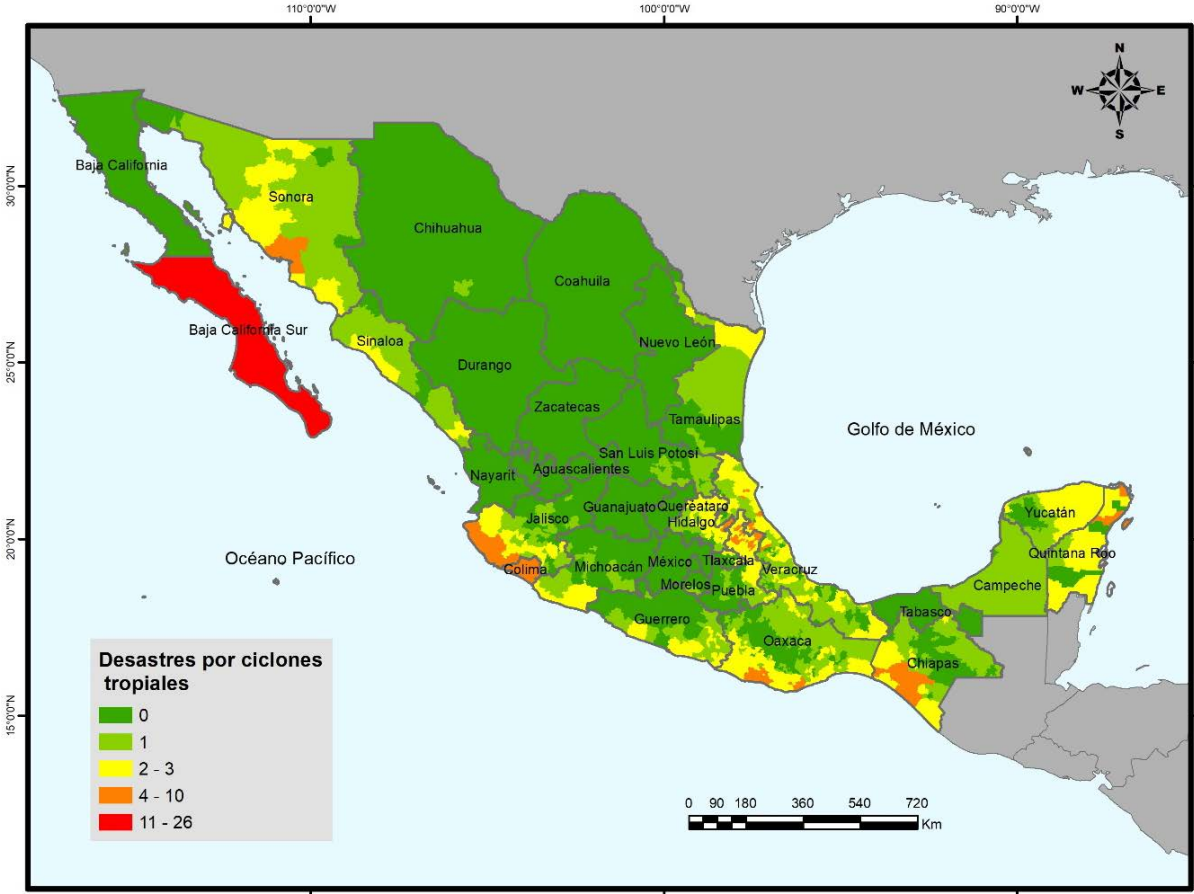 110°0'0"W
100°0'0"W
90°0'0"W
N
W
E
S
30°0'0"N
25°0'0"N
20°0'0"N
15°0'0"N
Baja California
Sonora
Chihuahua
Coahuila
Baja California Sur
Sinaloa
Nuevo León
Durango
Zacatecas
Tamaulipas
Golfo de México
San Luis Potosí
Nayarit
Aguascalientes
Guanajuato
Querèataro
Hidalgo
Jalisco
Yucatán
Quintana Roo
Océano Pacífico
Colima
Michoacán
México
Tlaxcala
Veracruz
Morelos
Puebla
Campeche
Guerrero
Tabasco
Oaxaca
Chiapas
Desastres por ciclones
tropiales
0
1
2 - 3
4 - 10
11 - 26
0 90 180 360 540 720
Km